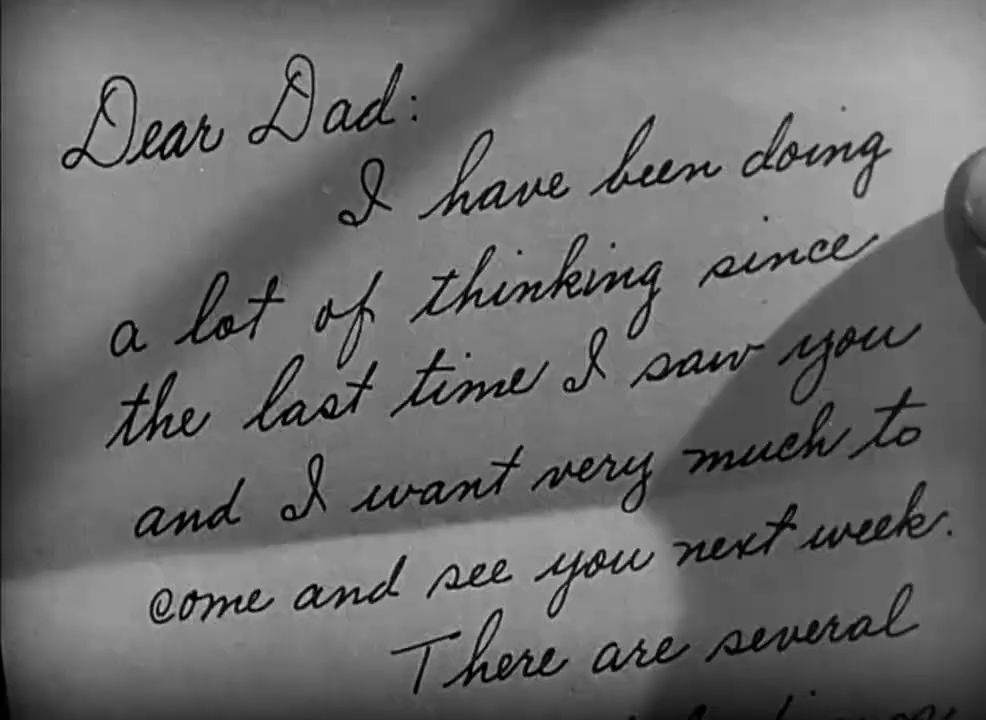 Dear Dad:
I have been doing
a lot of thinking since
the last time I saw you
and I want very much to
come and see you next week.
There are several